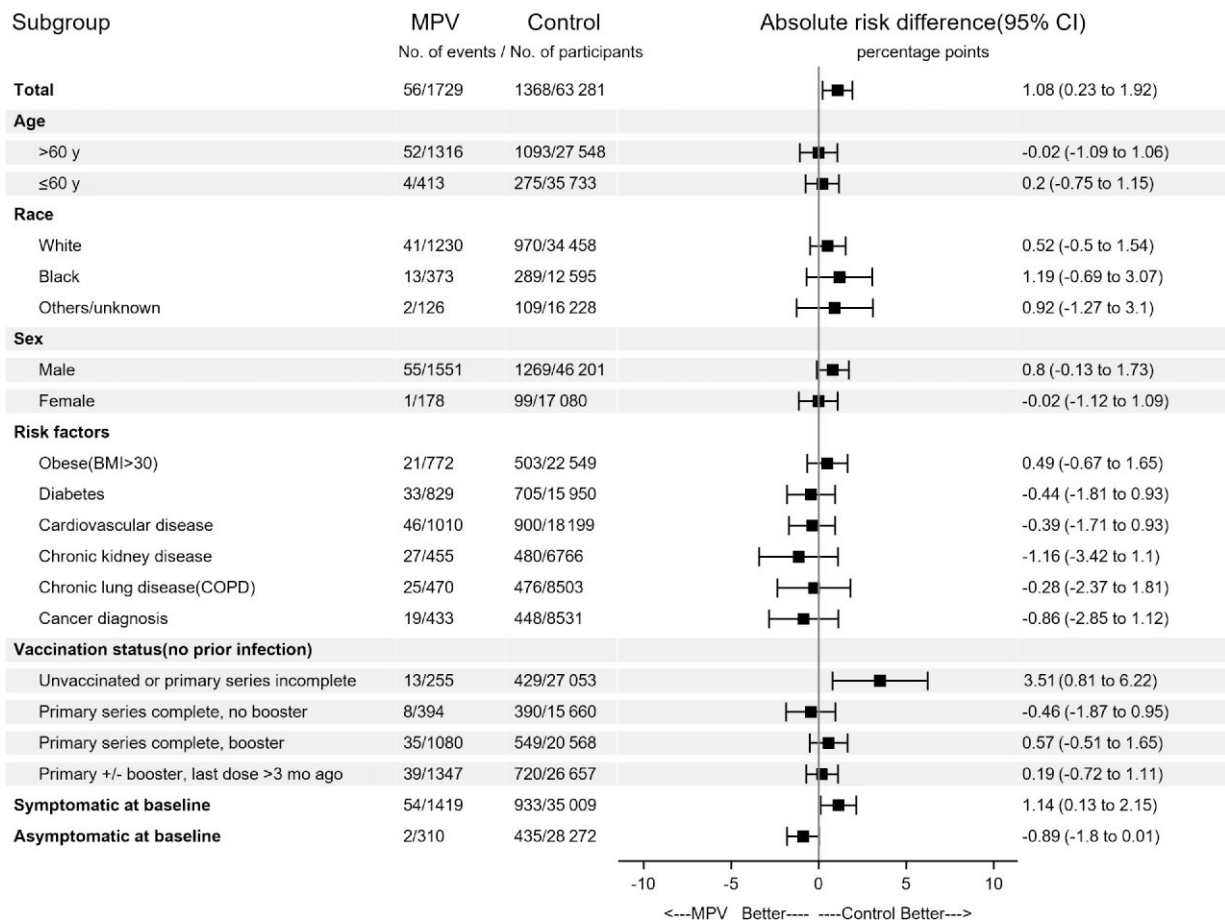 Subgroup MPV Control Absolute risk difference(95% CI)
No. of events / No. of participants percentage points
Total 56/1729 1368/63 281 1.08 (0.23 to 1.92)
Age
>60 y 52/1316 1093/27 548 -0.02 (-1.09 to 1.06)
≤60 y 4/413 275/35 733 0.2 (-0.75 to 1.15)
Race
White 41/1230 970/34 458 0.52 (-0.5 to 1.54)
Black 13/373 289/12 595 1.19 (-0.69 to 3.07)
Others/unknown 2/126 109/16 228 0.92 (-1.27 to 3.1)
Sex
Male 55/1551 1269/46 201 0.8 (-0.13 to 1.73)
Female 1/178 99/17 080 -0.02 (-1.12 to 1.09)
Risk factors
Obese(BMI>30) 21/772 503/22 549 0.49 (-0.67 to 1.65)
Diabetes 33/829 705/15 950 -0.44 (-1.81 to 0.93)
Cardiovascular disease 46/1010 900/18 199 -0.39 (-1.71 to 0.93)
Chronic kidney disease 27/455 480/6766 -1.16 (-3.42 to 1.1)
Chronic lung disease(COPD) 25/470 476/8503 -0.28 (-2.37 to 1.81)
Cancer diagnosis 19/433 448/8531 -0.86 (-2.85 to 1.12)
Vaccination status(no prior infection)
Unvaccinated or primary series incomplete 13/255 429/27 053 3.51 (0.81 to 6.22)
Primary series complete, no booster 8/394 390/15 660 -0.46 (-1.87 to 0.95)
Primary series complete, booster 35/1080 549/20 568 0.57 (-0.51 to 1.65)
Primary +/- booster, last dose >3 mo ago 39/1347 720/26 657 0.19 (-0.72 to 1.11)
Symptomatic at baseline 54/1419 933/35 009 1.14 (0.13 to 2.15)
Asymptomatic at baseline 2/310 435/28 272 -0.89 (-1.8 to 0.01)
-10 -5 0 5 10
<---MPV Better---- ----Control Better--->